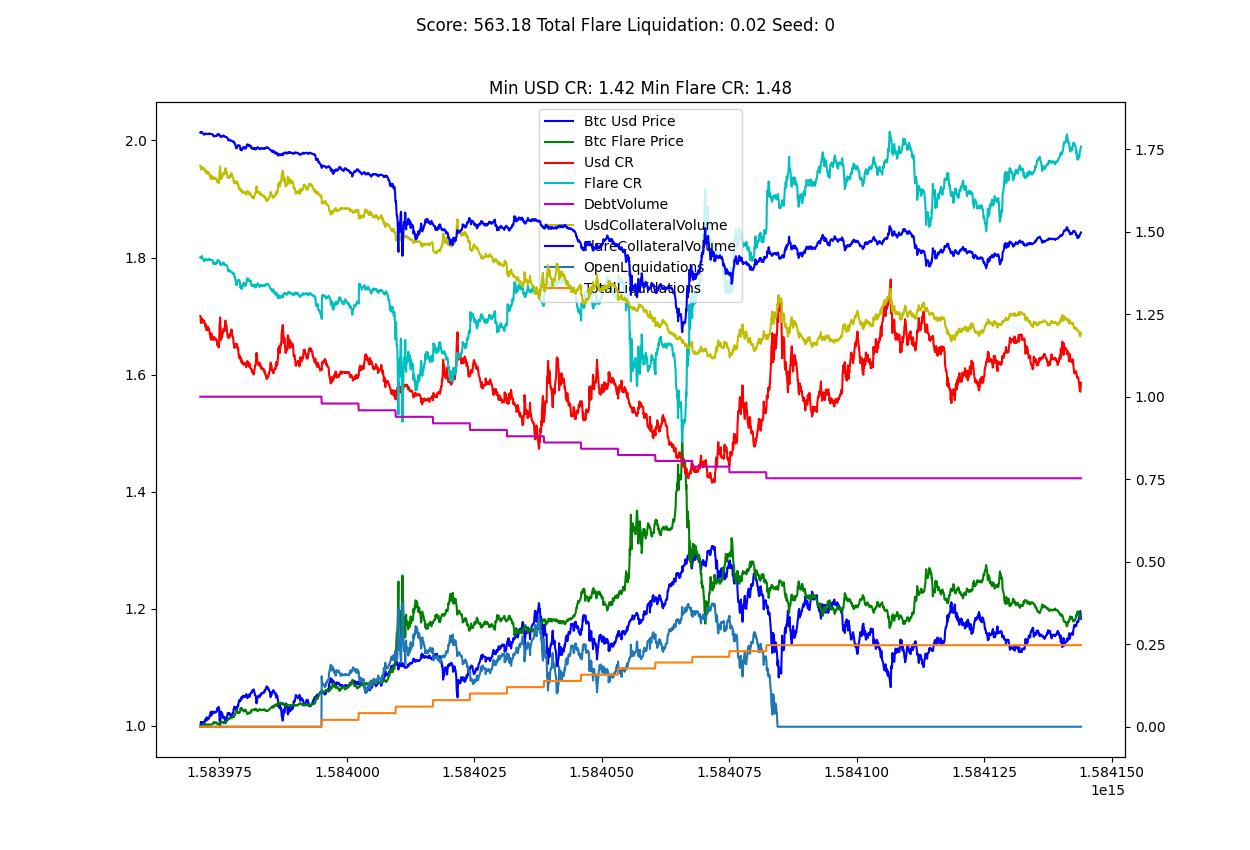 Score: 563.18 Total Flare Liquidation: 0.02 Seed: 0
Min USD CR: 1.42 Min Flare CR: 1.48
Btc Usd Price
Btc Flare Price
Usd CR
Flare CR
DebtVolume
UsdCollateralVolume
FlareCollateralVolume
OpenLiquidations
TotalLiquidations
2.0
1.8
1.6
1.4
1.2
1.0
1.75
1.50
1.25
1.00
0.75
0.50
0.25
0.00
1.583975 1.584000 1.584025 1.584050 1.584075 1.584100 1.584125 1.584150
1e15